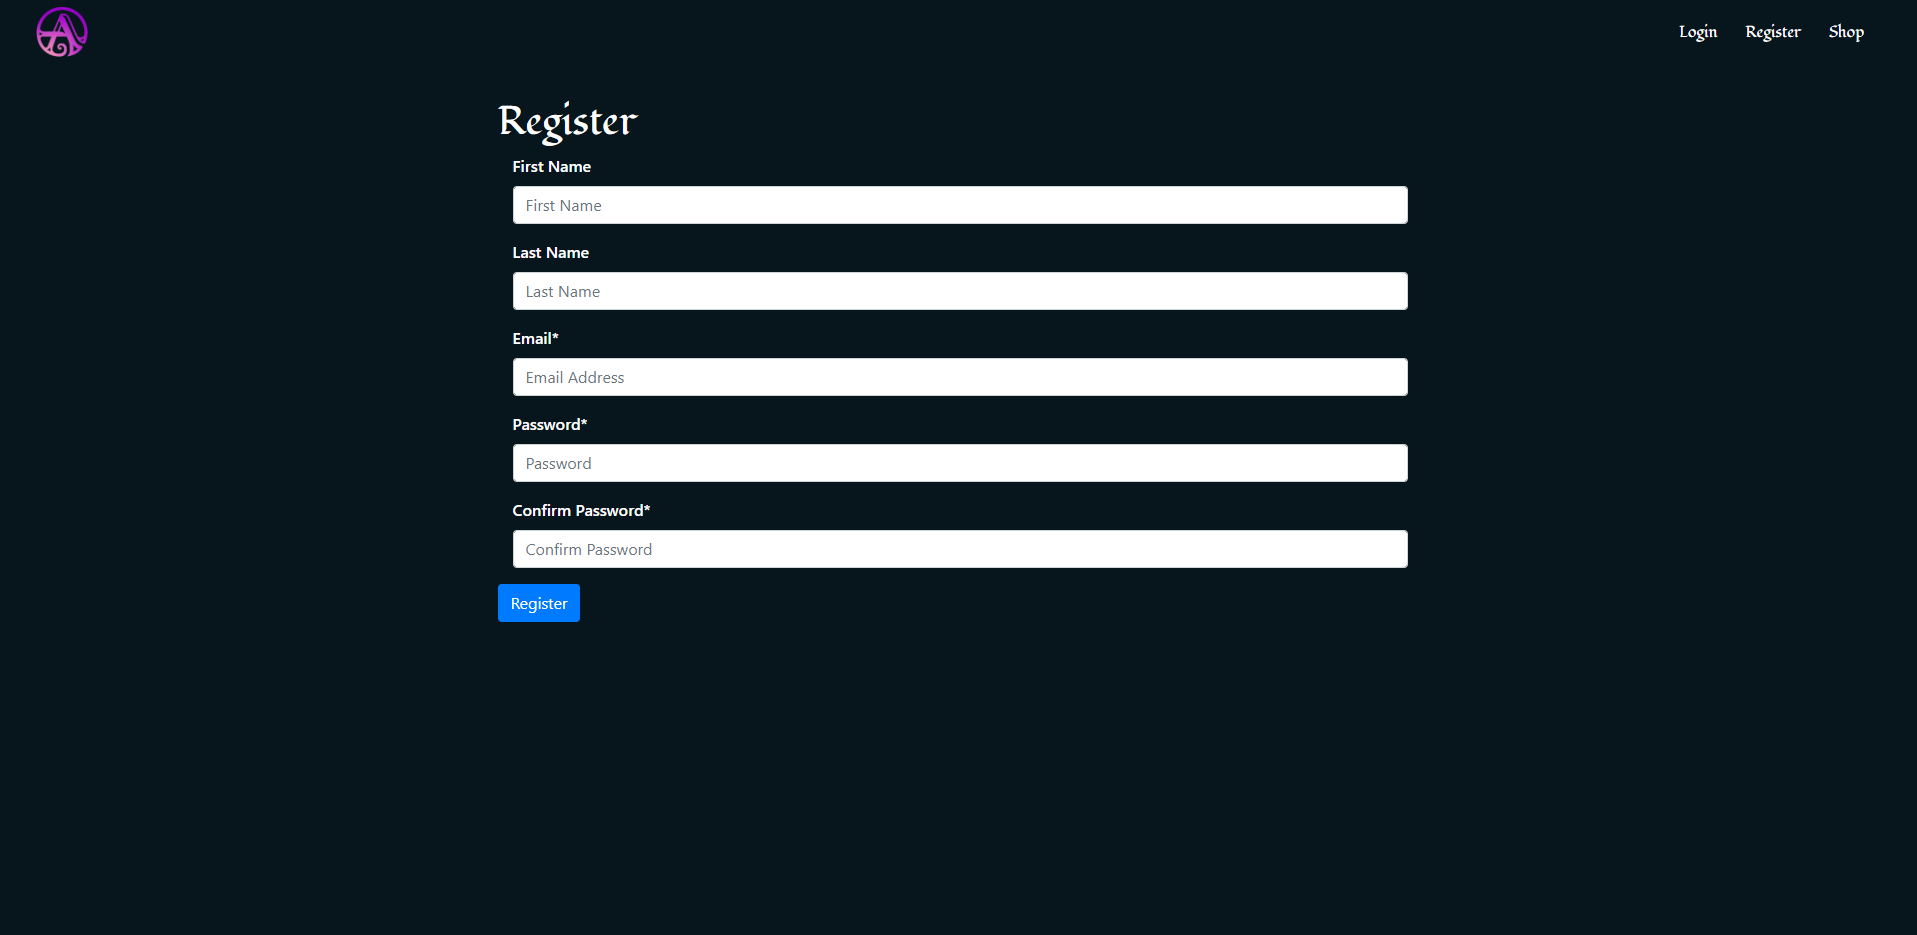 Login Register Shop
Register
First Name
First Name
Last Name
Last Name
Email*
Email Address
Password*
Password
Confirm Password*
Confirm Password
Register